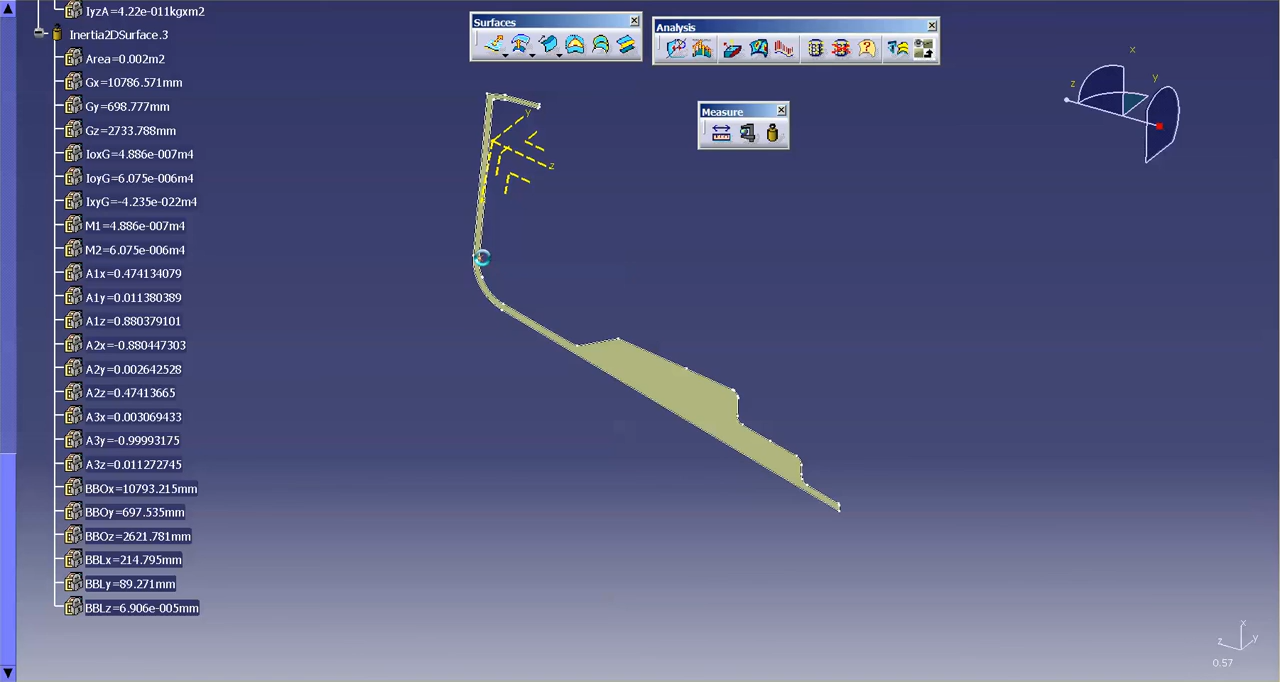 IyzA=4.22e-011kgxm2
Inertia2DSurface.3
Area=0.002m2
Gx=10786.571mm
Gy=698.777mm
Gz=2733.788mm
IoxG=4.886e-007m4
IoyG=6.075e-006m4
IxyG=-4.235e-022m4
M1=4.886e-007m4
M2=6.075e-006m4
A1x=0.474134079
A1y=0.011380389
A1z=0.880379101
A2x=-0.880447303
A2y=0.002642528
A2z=0.47413665
A3x=0.003069433
A3y=-0.99993175
A3z=0.011272745
BBOx=10793.215mm
BBOy=697.535mm
BBOz=2621.781mm
BBLx=214.795mm
BBLy=89.271mm
BBLz=6.906e-005mm
Surfaces
Analysis
Measure
y
z
x
y
z
x
y
z
0.57